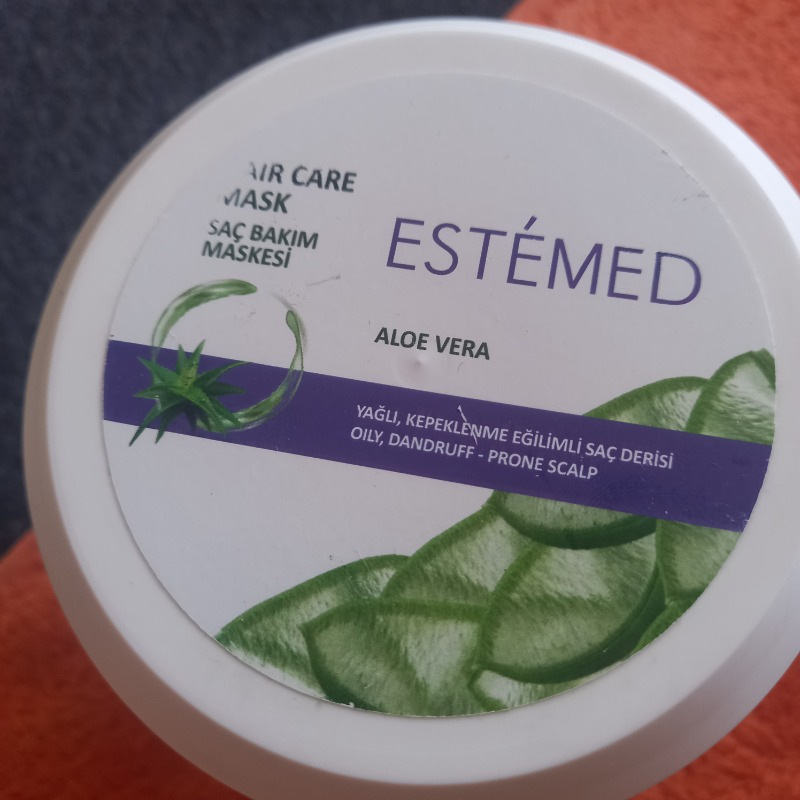 AIR CARE
MASK
SAÇ BAKIM
MASKESİ
ESTÉMED
ALOE VERA
YAĞLI, KEPEKLENME EĞİLİMLİ SAÇ DERİSİ
OILY, DANDRUFF - PRONE SCALP